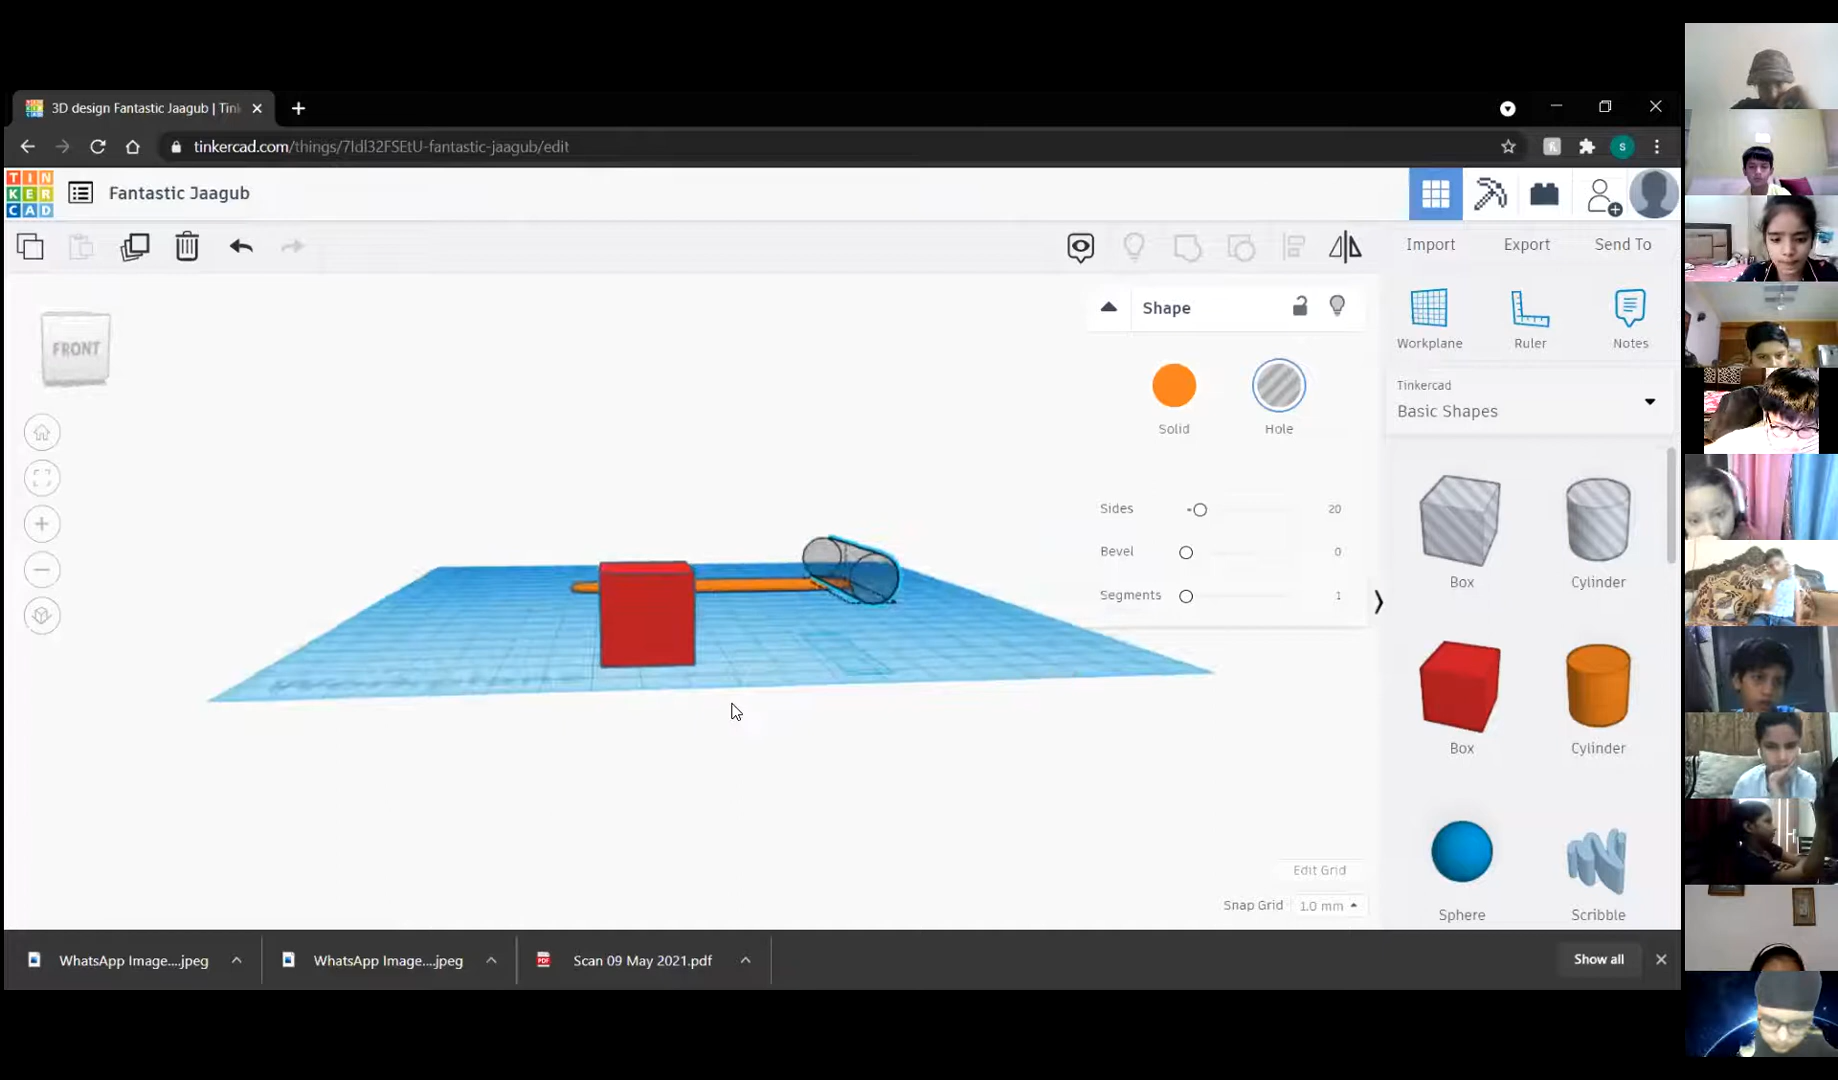 3D design Fantastic Jaagub | Tin
tinkercad.com/things/7Idl32FSEtU-fantastic-jaagub/edit
S
TIN
KER
CAD
Fantastic Jaagub
Import
Export
Send To
FRONT
Shape
Workplane
Ruler
Notes
Solid
Hole
Tinkercad
Basic Shapes
Sides
20
Bevel
0
Segments
1
Box
Cylinder
Box
Cylinder
Sphere
Scribble
Edit Grid
Snap Grid
1.0 mm
WhatsApp Image....jpeg
WhatsApp Image....jpeg
PDF
Scan 09 May 2021.pdf
Show all